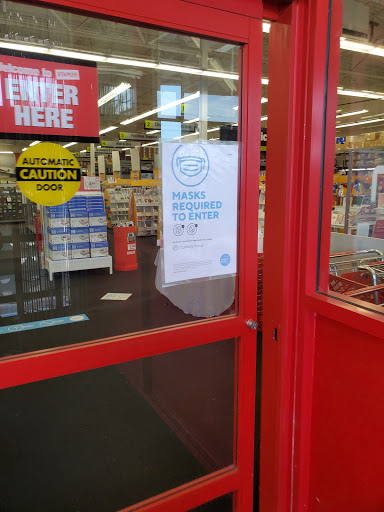 Welcome to STAPLES
ENTER
HERE
AUTOMATIC
CAUTION
DOOR
MASKS
REQUIRED
TO ENTER